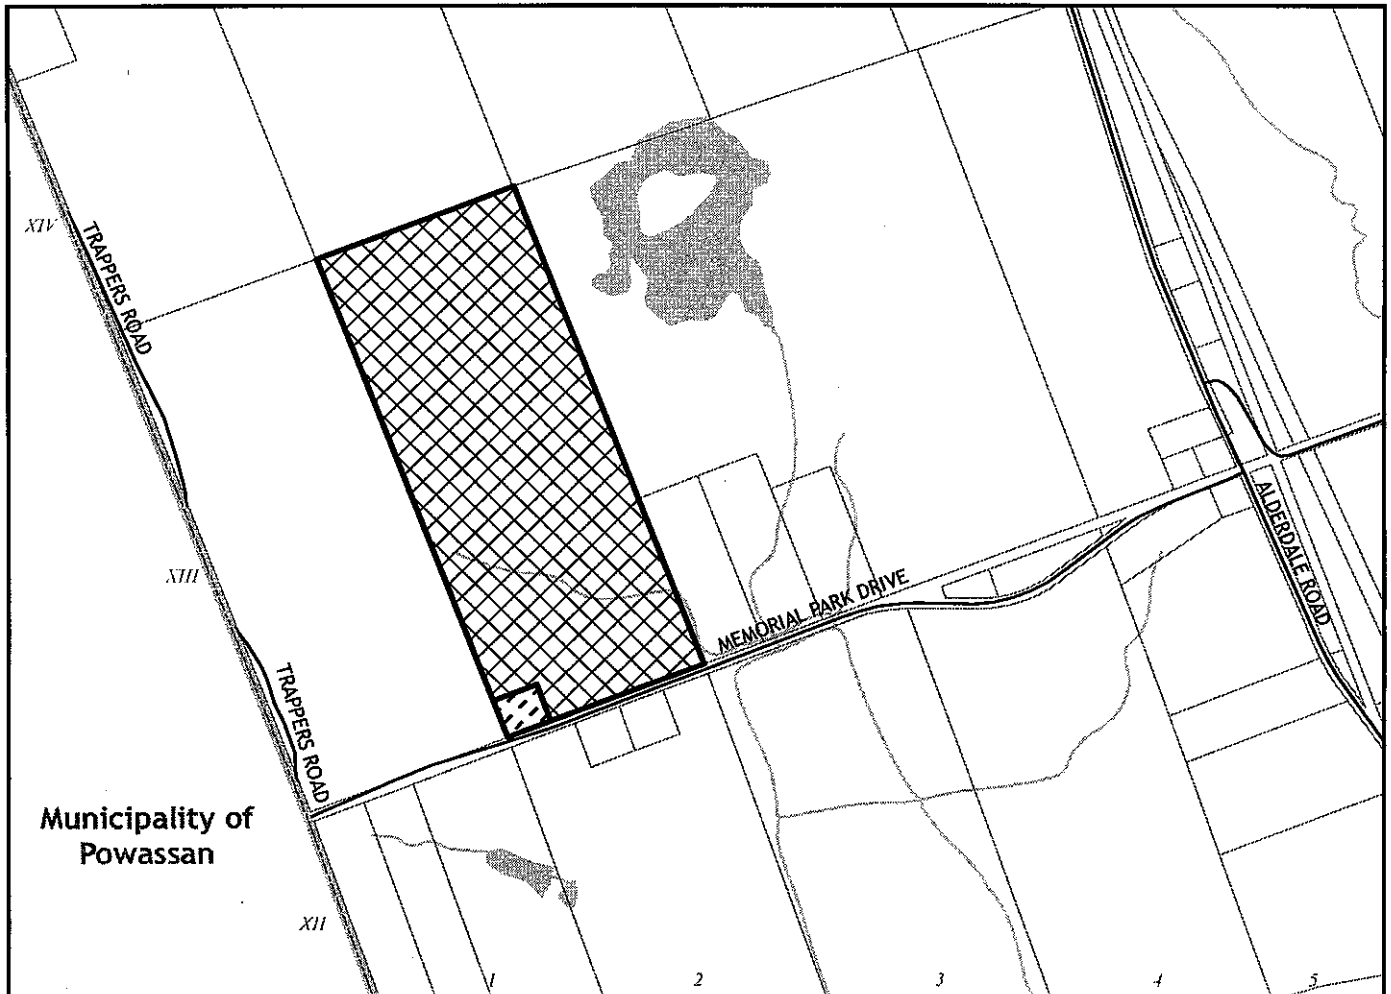 XIV
TRAPPERS ROAD
ALDERDALE ROAD
XIII
MEMORIAL PARK DRIVE
TRAPPERS ROAD
Municipality of
Powassan
XII
1
2
3
4
5